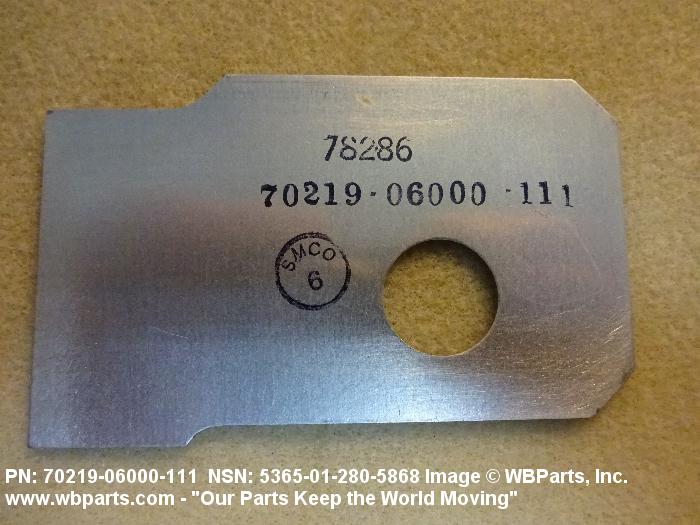 78286
70219-06000-111
SMCO
6
PN: 70219-06000-111 NSN: 5365-01-280-5868 Image © WBParts, Inc.
www.wbparts.com - "Our Parts Keep the World Moving"